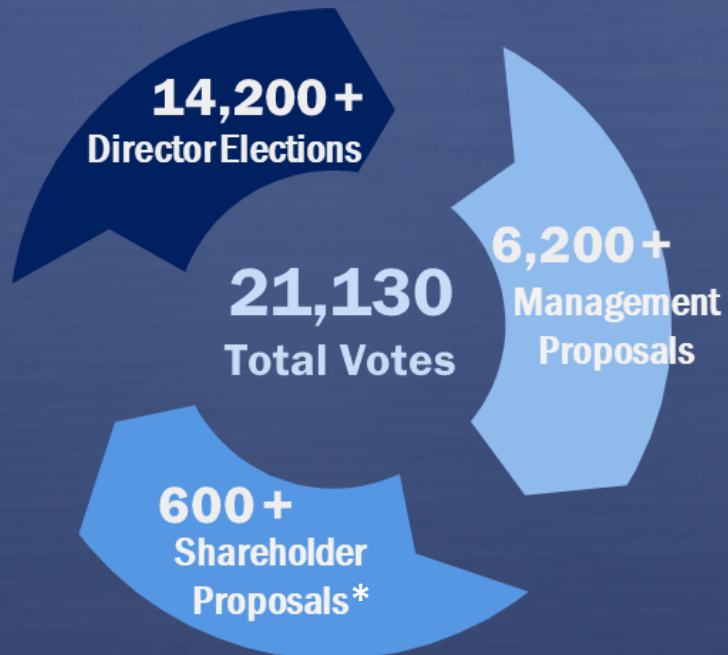 14,200+
Director Elections
6,200+
Management
Proposals
21,130
Total Votes
600+
Shareholder
Proposals*